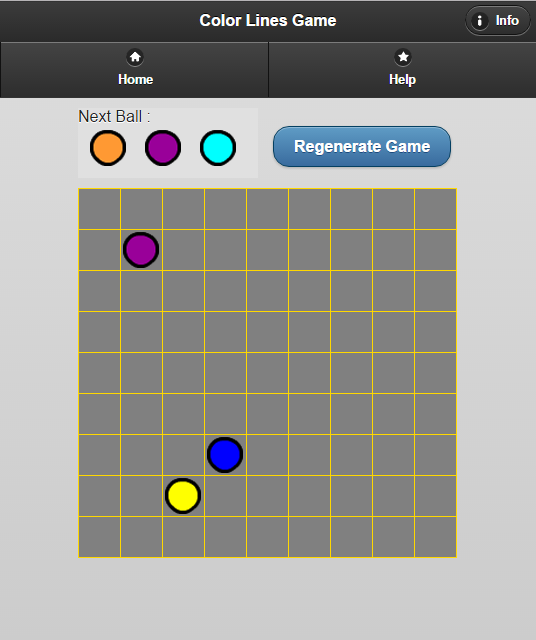 Color Lines Game
Info
Home
Help
Next Ball :
Regenerate Game